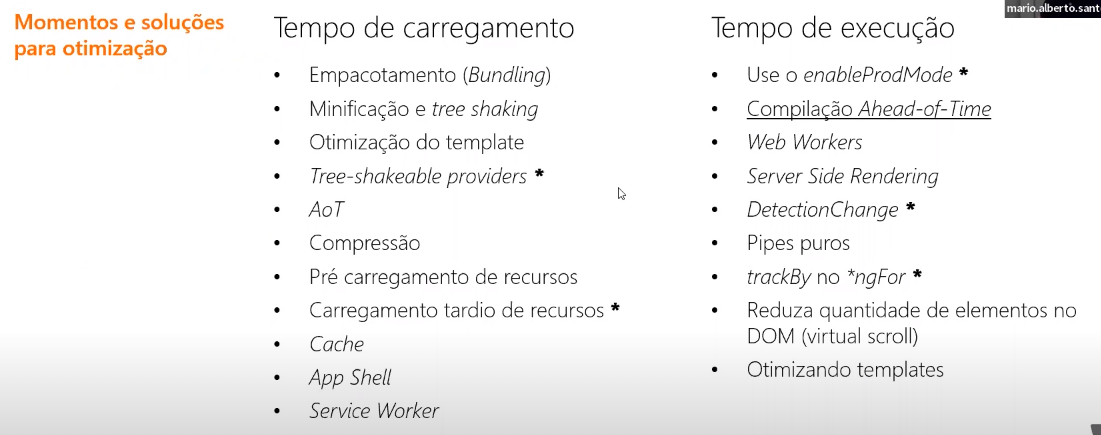 mario.alberto.sant
Momentos e soluções
para otimização
Tempo de carregamento
• Empacotamento (Bundling)
• Minificação e tree shaking
• Otimização do template
• Tree-shakeable providers *
• AoT
• Compressão
• Pré carregamento de recursos
• Carregamento tardio de recursos *
• Cache
• App Shell
• Service Worker
Tempo de execução
• Use o enableProdMode *
• Compilação Ahead-of-Time
• Web Workers
• Server Side Rendering
• DetectionChange *
• Pipes puros
• trackBy no *ngFor *
• Reduza quantidade de elementos no
DOM (virtual scroll)
• Otimizando templates